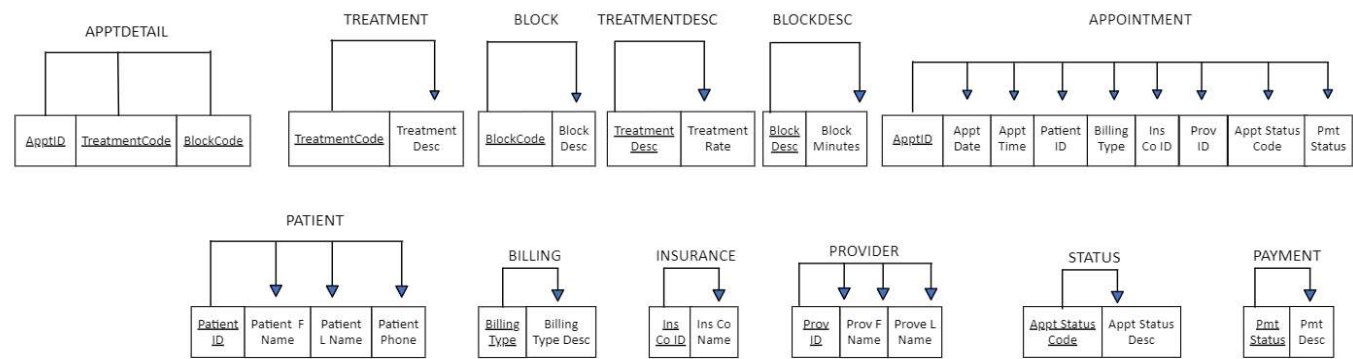 APPTDETAIL
ApptID TreatmentCode BlockCode
TREATMENT
TreatmentCode
Treatment
Desc
BLOCK
BlockCode
Block
Desc
TREATMENTDESC
Treatment
Desc
Treatment
Rate
BLOCKDESC
Block
Desc
Block
Minutes
APPOINTMENT
ApptID
Appt
Date
Appt
Time
Patient
ID
Billing
Type
Ins
Co ID
Prov
ID
Appt Status
Code
Pmt
Status
PATIENT
Patient
ID
Patient F
Name
Patient
L Name
Patient
Phone
BILLING
Billing
Type
Billing
Type Desc
INSURANCE
Ins
Co ID
Ins Co
Name
PROVIDER
Prov
ID
Prov F
Name
Prove L
Name
STATUS
Appt Status
Code
Appt Status
Desc
PAYMENT
Pmt
Status
Pmt
Desc